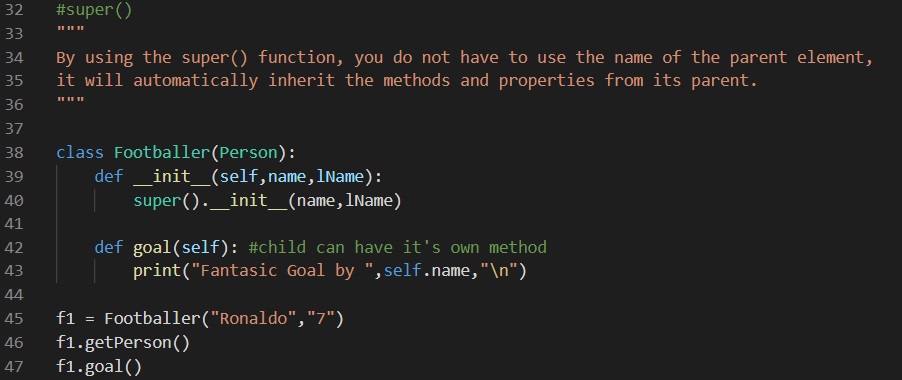 32 #super()
33 """
34 By using the super() function, you do not have to use the name of the parent element,
35 it will automatically inherit the methods and properties from its parent.
36 """
37
38 class Footballer(Person):
39     def __init__(self,name,lName):
40         super().__init__(name,lName)
41
42     def goal(self): #child can have it's own method
43         print("Fantasic Goal by ",self.name,"\n")
44
45 f1 = Footballer("Ronaldo","7")
46 f1.getPerson()
47 f1.goal()